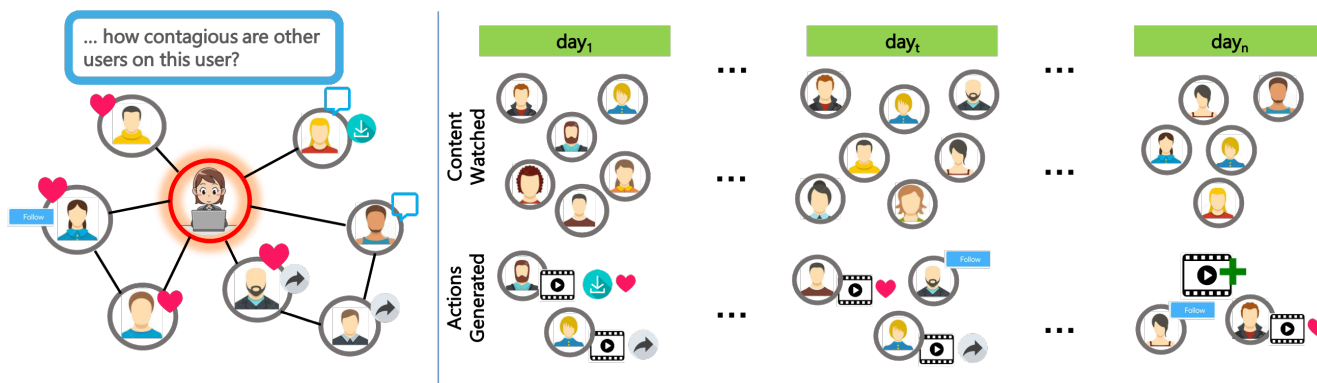 ... how contagious are other
users on this user?
Follow
day1
...
dayt
...
dayn
Content
Watched
...
...
Actions
Generated
Follow
Follow
...
...